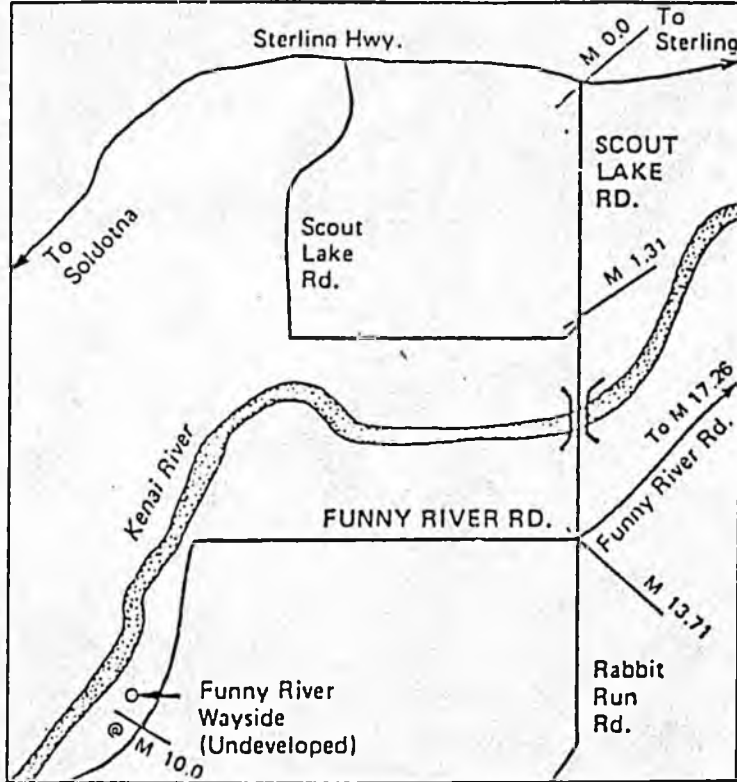 Sterlinn Hwy.
M 0.0
To
Sterling
SCOUT
LAKE
RD.
To
Soldotna
Scout
Lake
Rd.
M 1.31
Kenai River
To M 17.26
Funny River Rd.
FUNNY RIVER RD.
M 13.71
Funny River
Wayside
(Undeveloped)
@
M 10.0
Rabbit
Run
Rd.